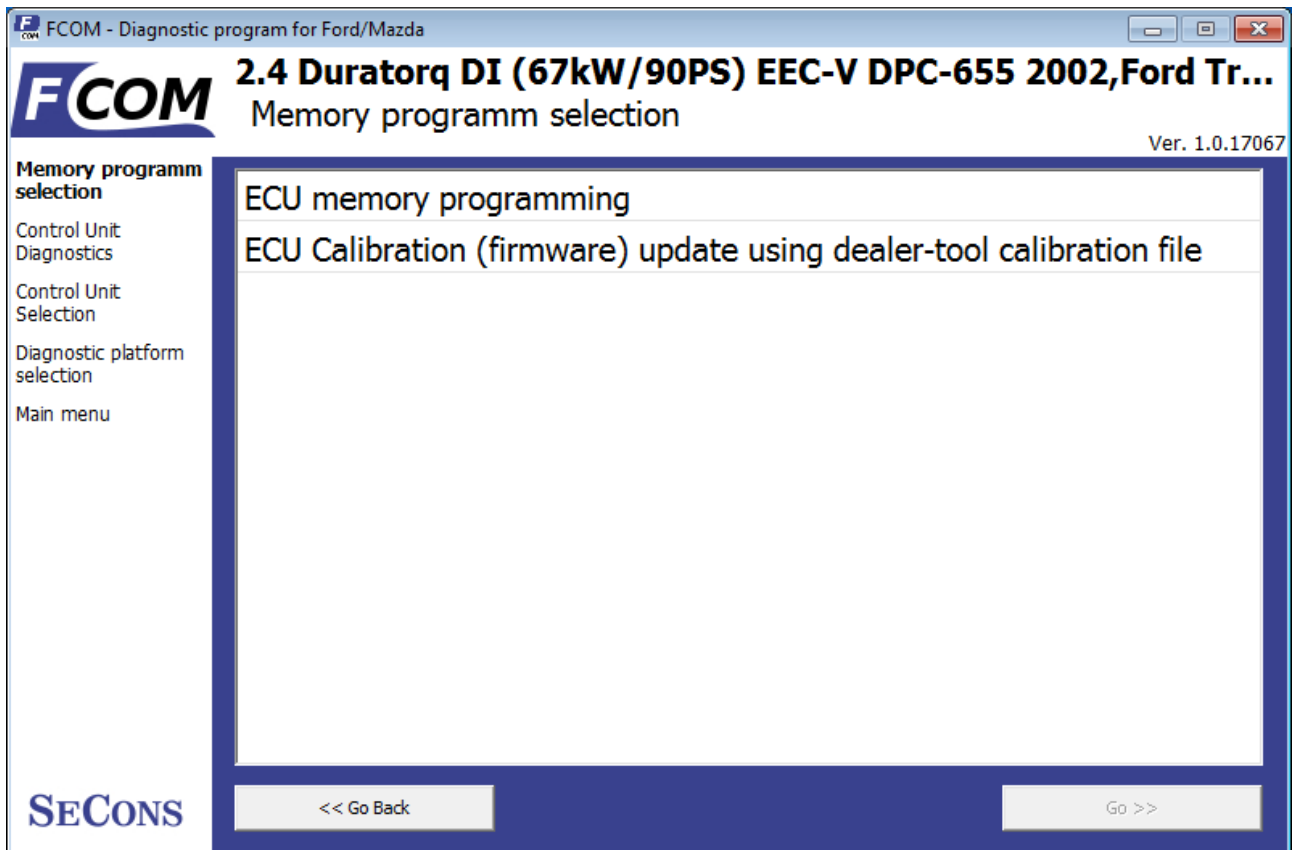 FCOM - Diagnostic program for Ford/Mazda
FCOM
2.4 Duratorq DI (67kW/90PS) EEC-V DPC-655 2002,Ford Tr...
Memory programm selection
Ver. 1.0.17067
Memory programm
selection
Control Unit
Diagnostics
Control Unit
Selection
Diagnostic platform
selection
Main menu
ECU memory programming
ECU Calibration (firmware) update using dealer-tool calibration file
SECONS
<< Go Back
Go >>